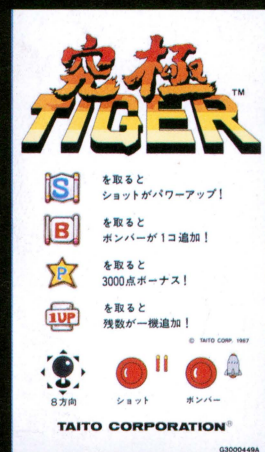 究極
TIGER™
S を取ると
ショットがパワーアップ!
B を取ると
ボンバーが1コ追加!
P を取ると
3000点ボーナス!
1UP を取ると
残数が一機追加!
© TAITO CORP. 1987
8方向 ショット ボンバー
TAITO CORPORATION®
G3000449A